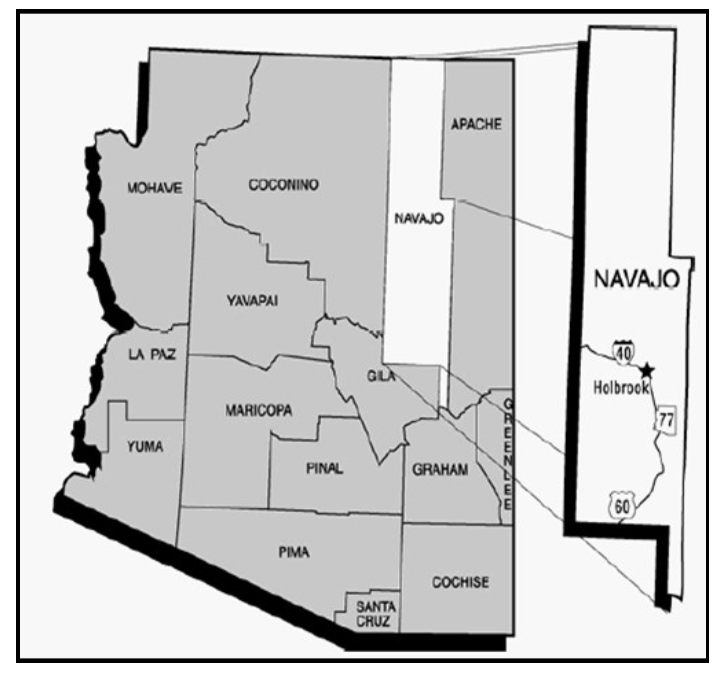 APACHE
MOHAVE
COCONINO
NAVAJO
YAVAPAI
LA PAZ
GILA
MARICOPA
YUMA
PINAL
GRAHAM
GREENLEE
PIMA
COCHISE
SANTA
CRUZ
NAVAJO
40
Holbrook
77
60